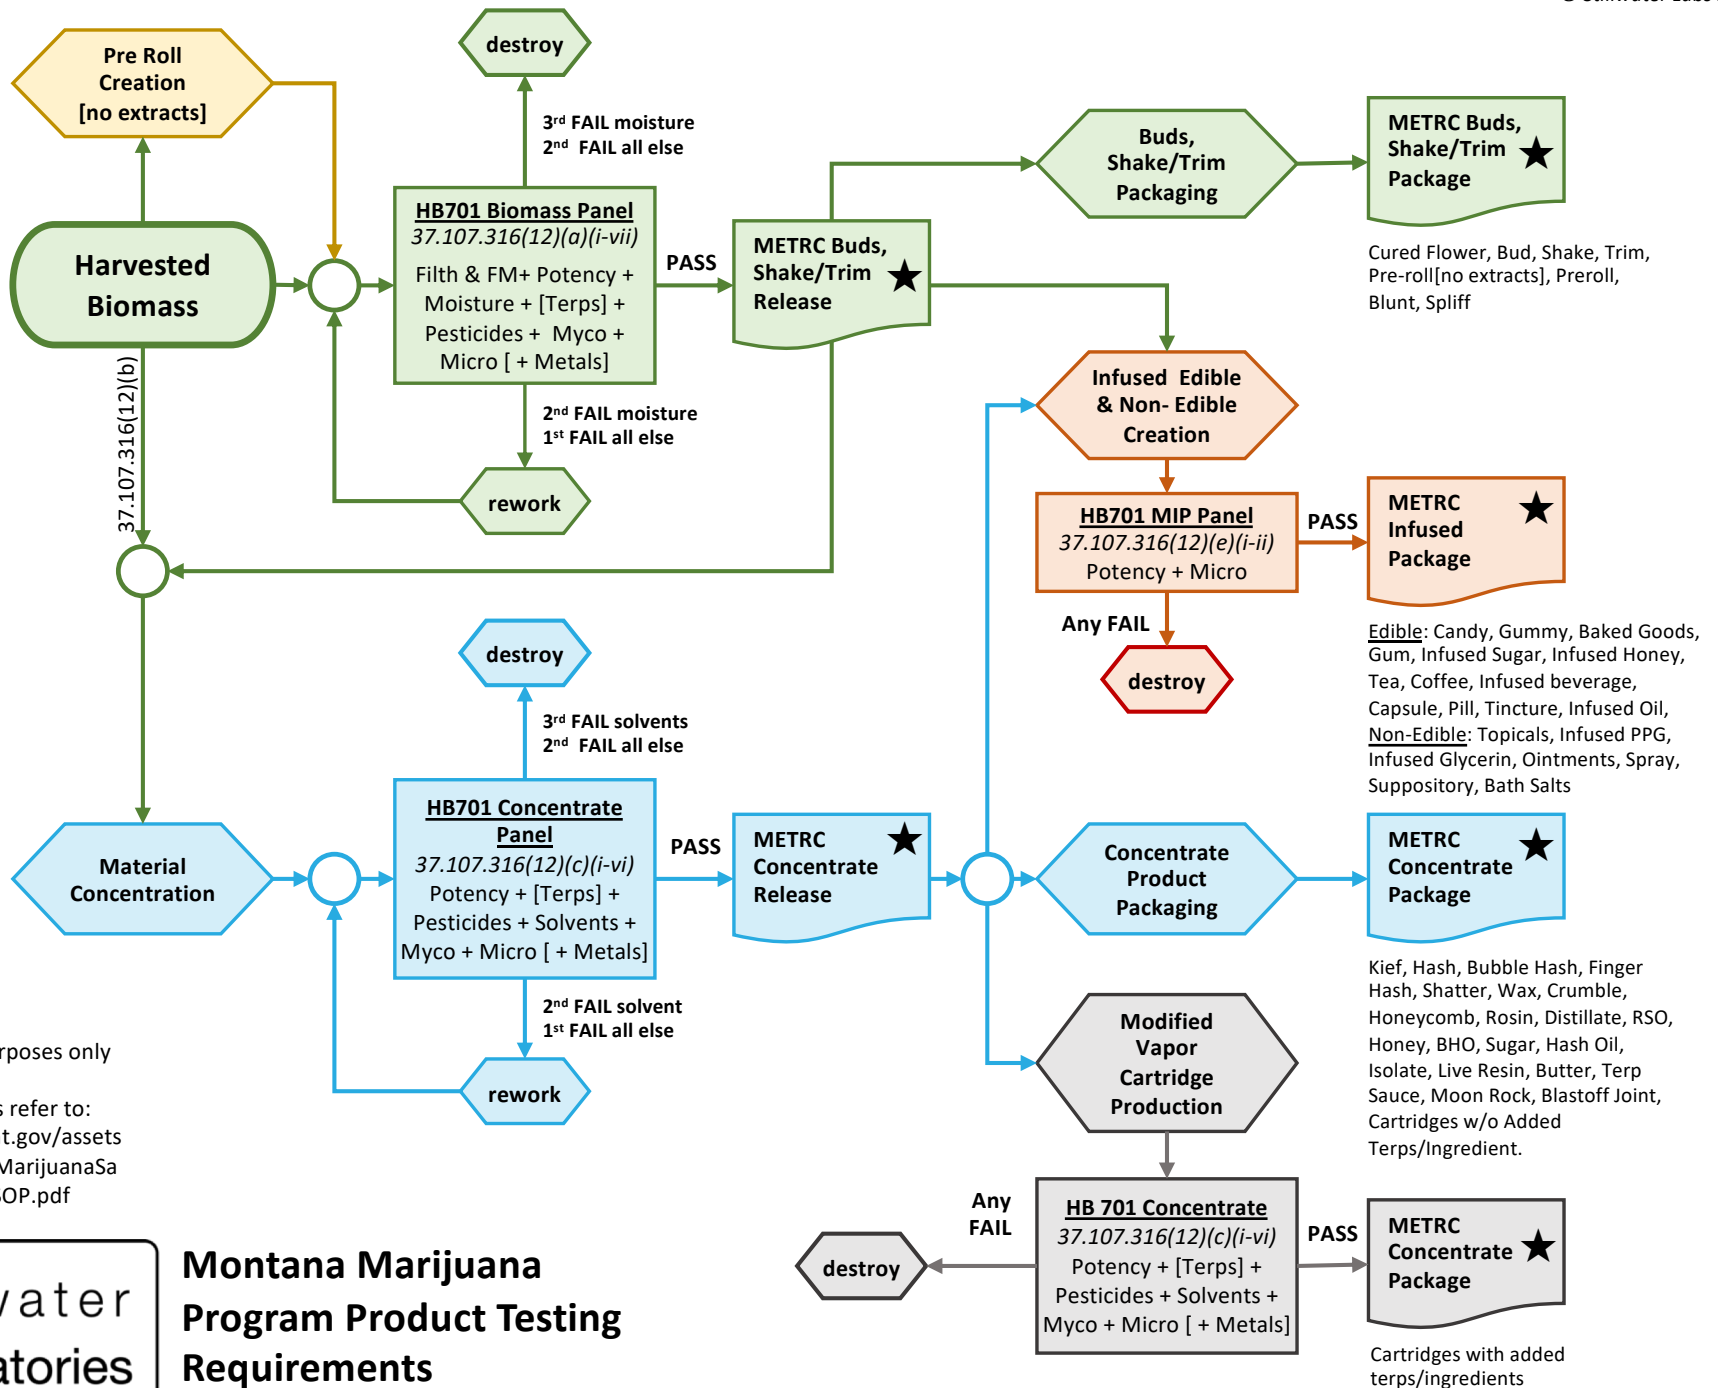 Pre Roll
Creation
[no extracts]
destroy
3rd FAIL moisture
2nd FAIL all else
Harvested
Biomass
HB701 Biomass Panel
37.107.316(12)(a)(i-vii)
Filth & FM+ Potency +
Moisture + [Terps] +
Pesticides + Myco +
Micro [ + Metals]
PASS
METRC Buds,
Shake/Trim
Release
Buds,
Shake/Trim
Packaging
METRC Buds,
Shake/Trim
Package
Cured Flower, Bud, Shake, Trim,
Pre-roll[no extracts], Preroll,
Blunt, Spliff
37.107.316(12)(b)
2nd FAIL moisture
1st FAIL all else
rework
Infused Edible
& Non- Edible
Creation
HB701 MIP Panel
37.107.316(12)(e)(i-ii)
Potency + Micro
PASS
METRC
Infused
Package
Any FAIL
destroy
Edible: Candy, Gummy, Baked Goods,
Gum, Infused Sugar, Infused Honey,
Tea, Coffee, Infused beverage,
Capsule, Pill, Tincture, Infused Oil,
Non-Edible: Topicals, Infused PPG,
Infused Glycerin, Ointments, Spray,
Suppository, Bath Salts
destroy
3rd FAIL solvents
2nd FAIL all else
Material
Concentration
HB701 Concentrate
Panel
37.107.316(12)(c)(i-vi)
Potency + [Terps] +
Pesticides + Solvents +
Myco + Micro [ + Metals]
PASS
METRC
Concentrate
Release
Concentrate
Product
Packaging
METRC
Concentrate
Package
Kief, Hash, Bubble Hash, Finger
Hash, Shatter, Wax, Crumble,
Honeycomb, Rosin, Distillate, RSO,
Honey, BHO, Sugar, Hash Oil,
Isolate, Live Resin, Butter, Terp
Sauce, Moon Rock, Blastoff Joint,
Cartridges w/o Added
Terps/Ingredient.
2nd FAIL solvent
1st FAIL all else
rework
Modified
Vapor
Cartridge
Production
Any
FAIL
destroy
HB 701 Concentrate
37.107.316(12)(c)(i-vi)
Potency + [Terps] +
Pesticides + Solvents +
Myco + Micro [ + Metals]
PASS
METRC
Concentrate
Package
Cartridges with added
terps/ingredients
rposes only
s refer to:
t.gov/assets
MarijuanaSa
SOP.pdf
vater
atories
Montana Marijuana
Program Product Testing
Requirements